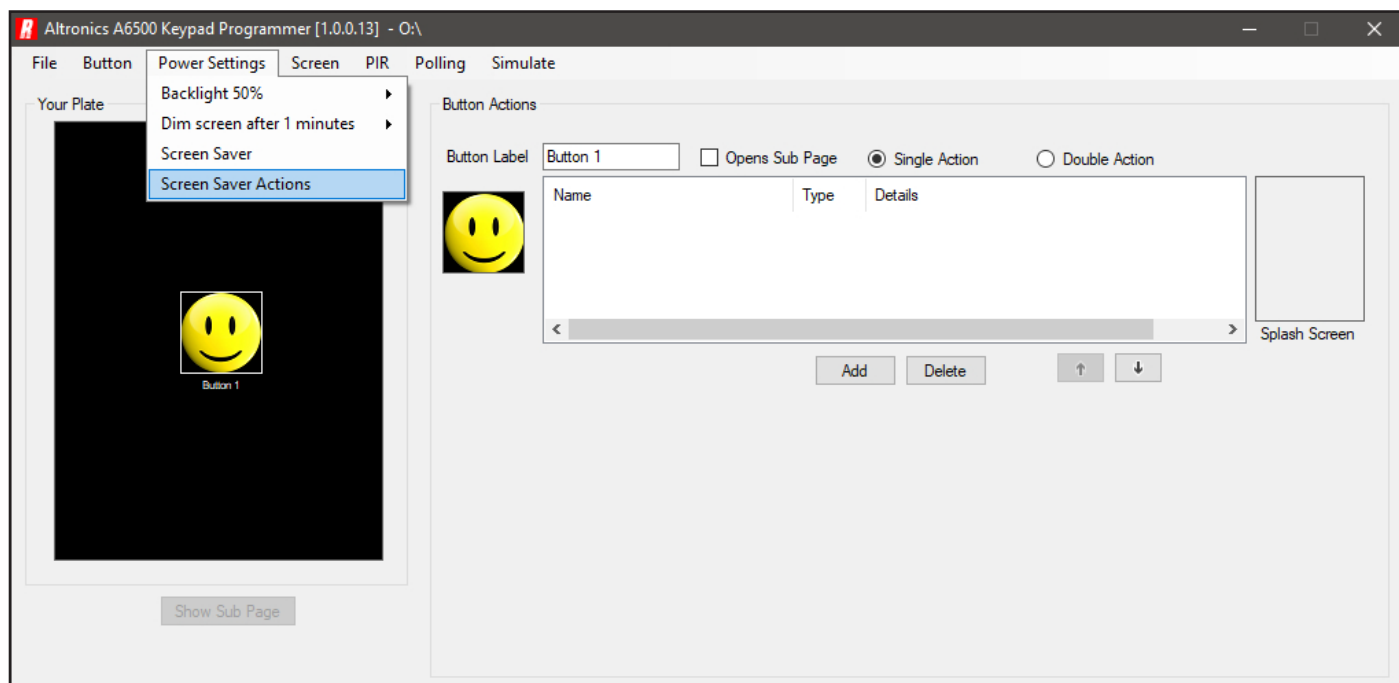 Altronics A6500 Keypad Programmer [1.0.0.13] - O:\
File Button Power Settings Screen PIR Polling Simulate
Backlight 50%
Dim screen after 1 minutes
Screen Saver
Screen Saver Actions
Your Plate
Button 1
Show Sub Page
Button Actions
Button Label Button 1 Opens Sub Page Single Action Double Action
Name Type Details
Splash Screen
Add Delete